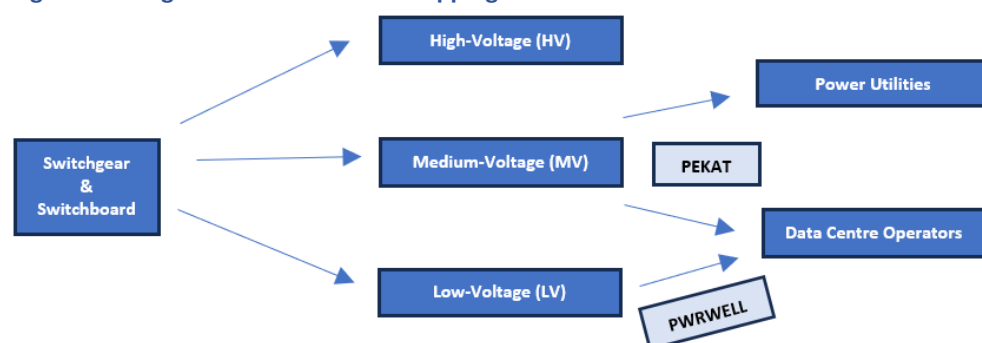 High-Voltage (HV)
Power Utilities
Switchgear
&
Switchboard
Medium-Voltage (MV)
PEKAT
Data Centre Operators
Low-Voltage (LV)
PWRWELL